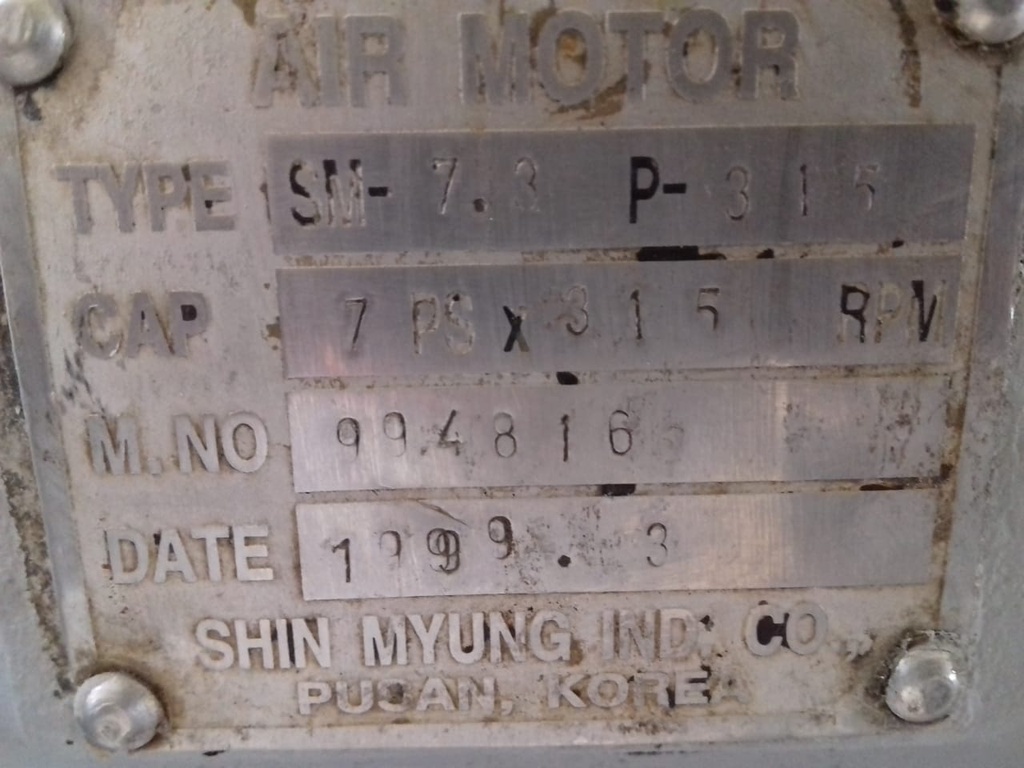 AIR MOTOR
TYPE SM- 7.3 P- 315
CAP 7 PS x 315 RPM
M.NO 9948166
DATE 1999.3
SHIN MYUNG IND. CO.,
PUSAN, KOREA